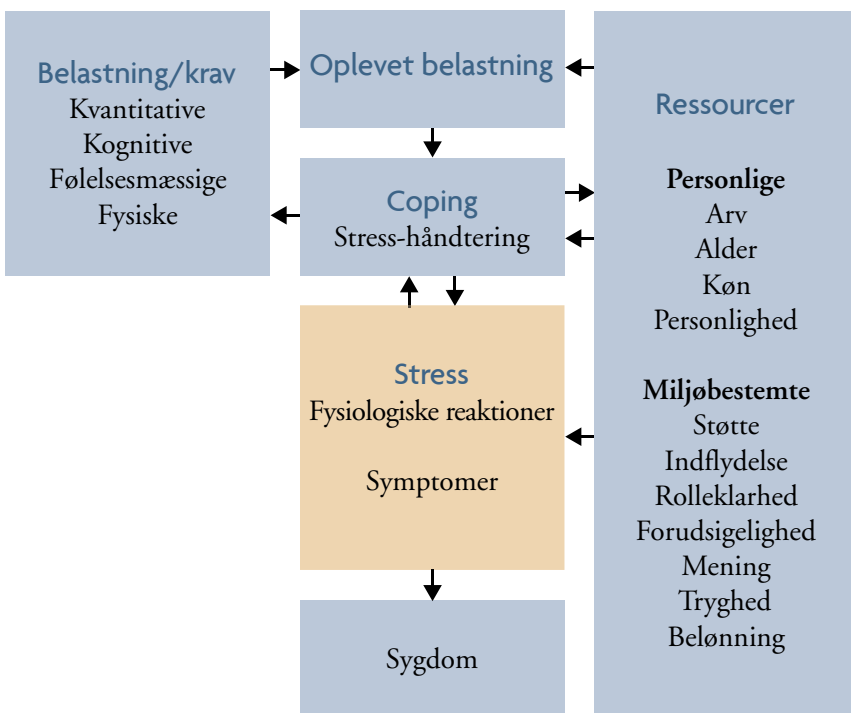 Belastning/krav
Kvantitative
Kognitive
Følelsesmæssige
Fysiske
Oplevet belastning
Coping
Stress-håndtering
Stress
Fysiologiske reaktioner
Symptomer
Sygdom
Ressourcer
Personlige
Arv
Alder
Køn
Personlighed
Miljøbestemte
Støtte
Indflydelse
Rolleklarhed
Forudsigelighed
Mening
Tryghed
Belønning